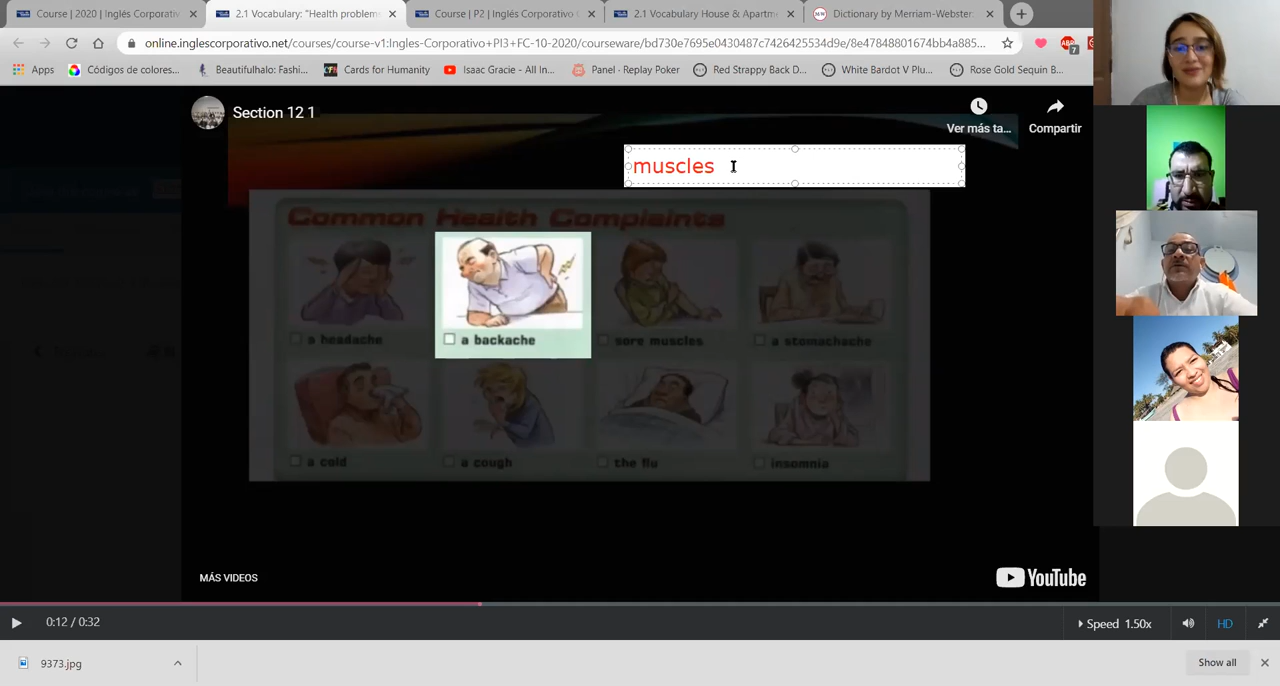 Course | 2020 | Inglés Corporativ
2.1 Vocabulary: "Health problem
Course | P2 | Inglés Corporativo
2.1 Vocabulary House & Apartm
Dictionary by Merriam-Webster:
online.inglescorporativo.net/courses/course-v1:Ingles-Corporativo+PI3+FC-10-2020/courseware/bd730e7695e0430487c7426425534d9e/8e47848801674bb4a885...
Apps
Códigos de colores...
Beautifulhalo: Fashi...
Cards for Humanity
Isaac Gracie - All In...
Panel · Replay Poker
Red Strappy Back D...
White Bardot V Plu...
Rose Gold Sequin B...
Section 12 1
Ver más ta...
Compartir
muscles
Common Health Complaints
a headache
a backache
sore muscles
a stomachache
a cold
a cough
the flu
insomnia
MÁS VIDEOS
YouTube
0:12 / 0:32
Speed 1.50x
HD
9373.jpg
Show all